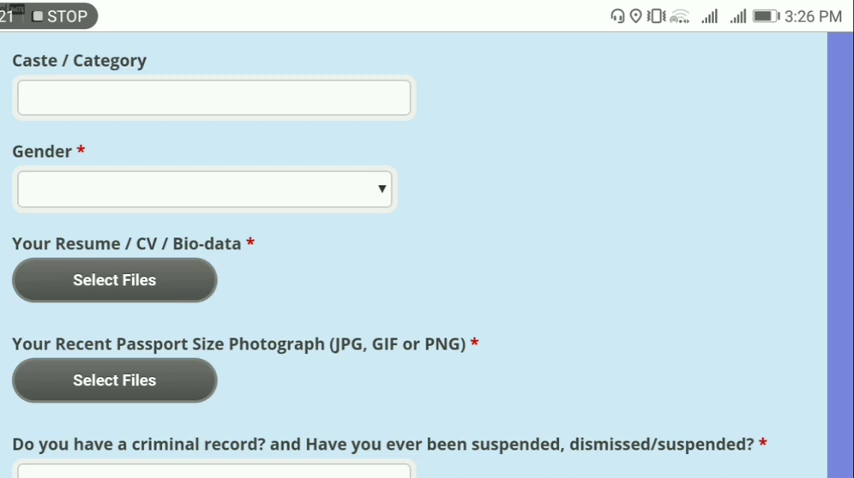 21 STOP 3:26 PM
Caste / Category
Gender *
Your Resume / CV / Bio-data *
Select Files
Your Recent Passport Size Photograph (JPG, GIF or PNG) *
Select Files
Do you have a criminal record? and Have you ever been suspended, dismissed/suspended? *